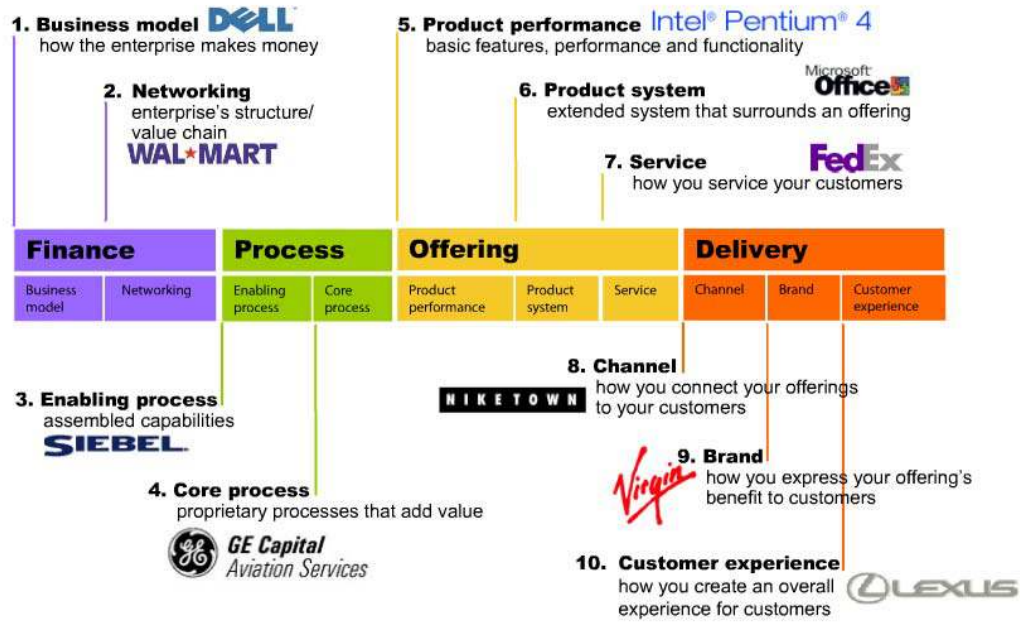 1. Business model DELL
how the enterprise makes money
2. Networking
enterprise's structure/
value chain
WAL★MART
5. Product performance Intel® Pentium® 4
basic features, performance and functionality
6. Product system Microsoft Office
extended system that surrounds an offering
7. Service FedEx
how you service your customers
Finance Process Offering Delivery
Business model Networking Enabling process Core process Product performance Product system Service Channel Brand Customer experience
3. Enabling process
assembled capabilities
SIEBEL.
4. Core process
proprietary processes that add value
GE GE Capital
Aviation Services
8. Channel
NIKETOWN how you connect your offerings
to your customers
9. Brand
Virgin how you express your offering's
benefit to customers
10. Customer experience
how you create an overall LEXUS
experience for customers